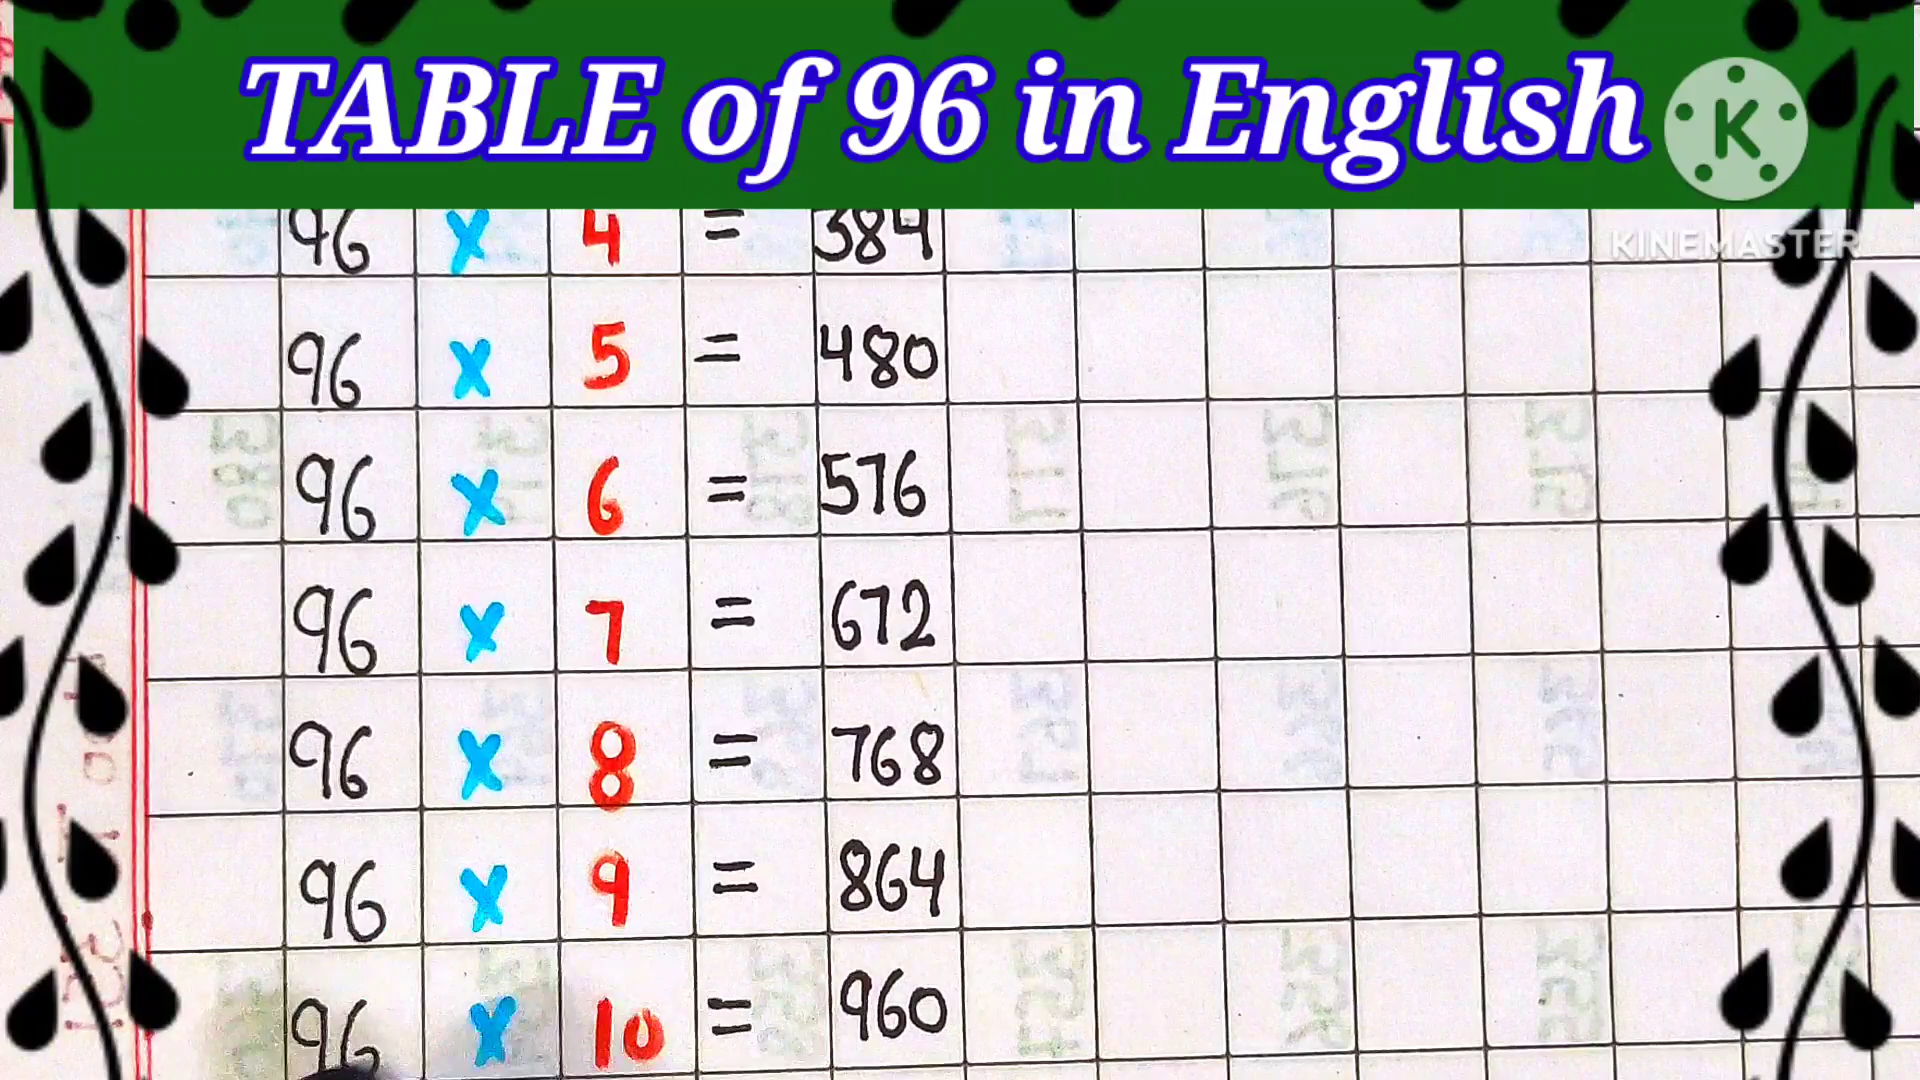 TABLE of 96 in English
K
KINEMASTER
96 x 4 = 384
96 x 5 = 480
96 x 6 = 576
96 x 7 = 672
96 x 8 = 768
96 x 9 = 864
96 x 10 = 960